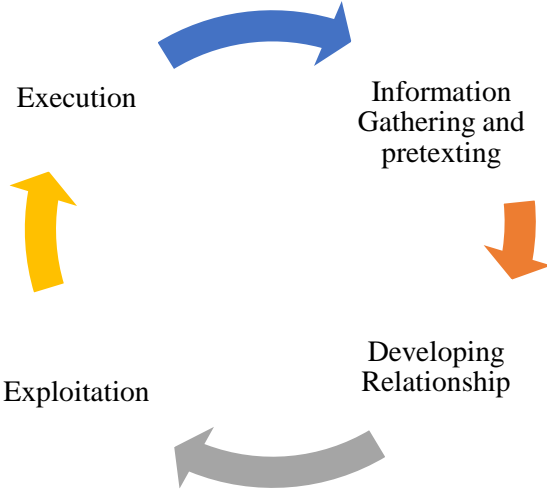 Execution
Information
Gathering and
pretexting
Developing
Relationship
Exploitation